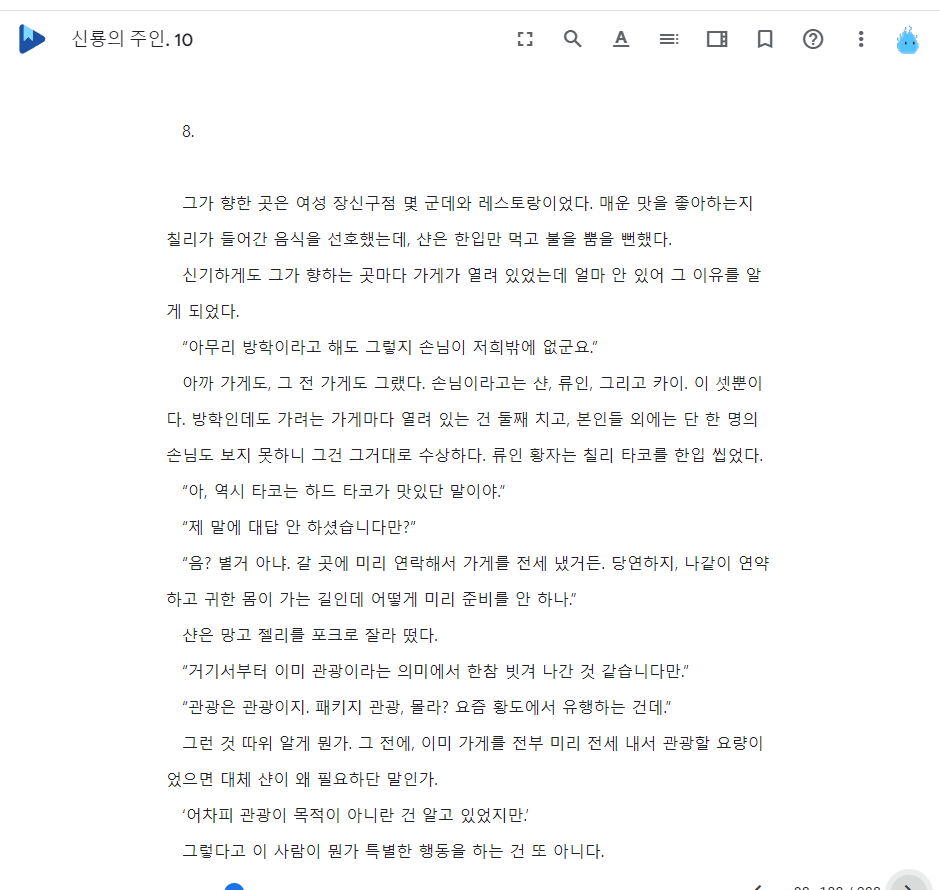 신룡의 주인. 10
8.
그가 향한 곳은 여성 장신구점 몇 군데와 레스토랑이었다. 매운 맛을 좋아하는지
칠리가 들어간 음식을 선호했는데, 샨은 한입만 먹고 불을 뿜을 뻔했다.
신기하게도 그가 향하는 곳마다 가게가 열려 있었는데 얼마 안 있어 그 이유를 알
게 되었다.
“아무리 방학이라고 해도 그렇지 손님이 저희밖에 없군요.”
아까 가게도, 그 전 가게도 그랬다. 손님이라고는 샨, 류인, 그리고 카이. 이 셋뿐이
다. 방학인데도 가려는 가게마다 열려 있는 건 둘째 치고, 본인들 외에는 단 한 명의
손님도 보지 못하니 그건 그거대로 수상하다. 류인 황자는 칠리 타코를 한입 씹었다.
“아, 역시 타코는 하드 타코가 맛있단 말이야.”
“제 말에 대답 안 하셨습니다만?”
“음? 별거 아냐. 갈 곳에 미리 연락해서 가게를 전세 냈거든. 당연하지, 나같이 연약
하고 귀한 몸이 가는 길인데 어떻게 미리 준비를 안 하나.”
샨은 망고 젤리를 포크로 잘라 떴다.
“거기서부터 이미 관광이라는 의미에서 한참 빗겨 나간 것 같습니다만.”
“관광은 관광이지. 패키지 관광, 몰라? 요즘 황도에서 유행하는 건데.”
그런 것 따위 알게 뭔가. 그 전에, 이미 가게를 전부 미리 전세 내서 관광할 요량이
었으면 대체 샨이 왜 필요하단 말인가.
‘어차피 관광이 목적이 아니란 건 알고 있었지만.’
그렇다고 이 사람이 뭔가 특별한 행동을 하는 건 또 아니다.